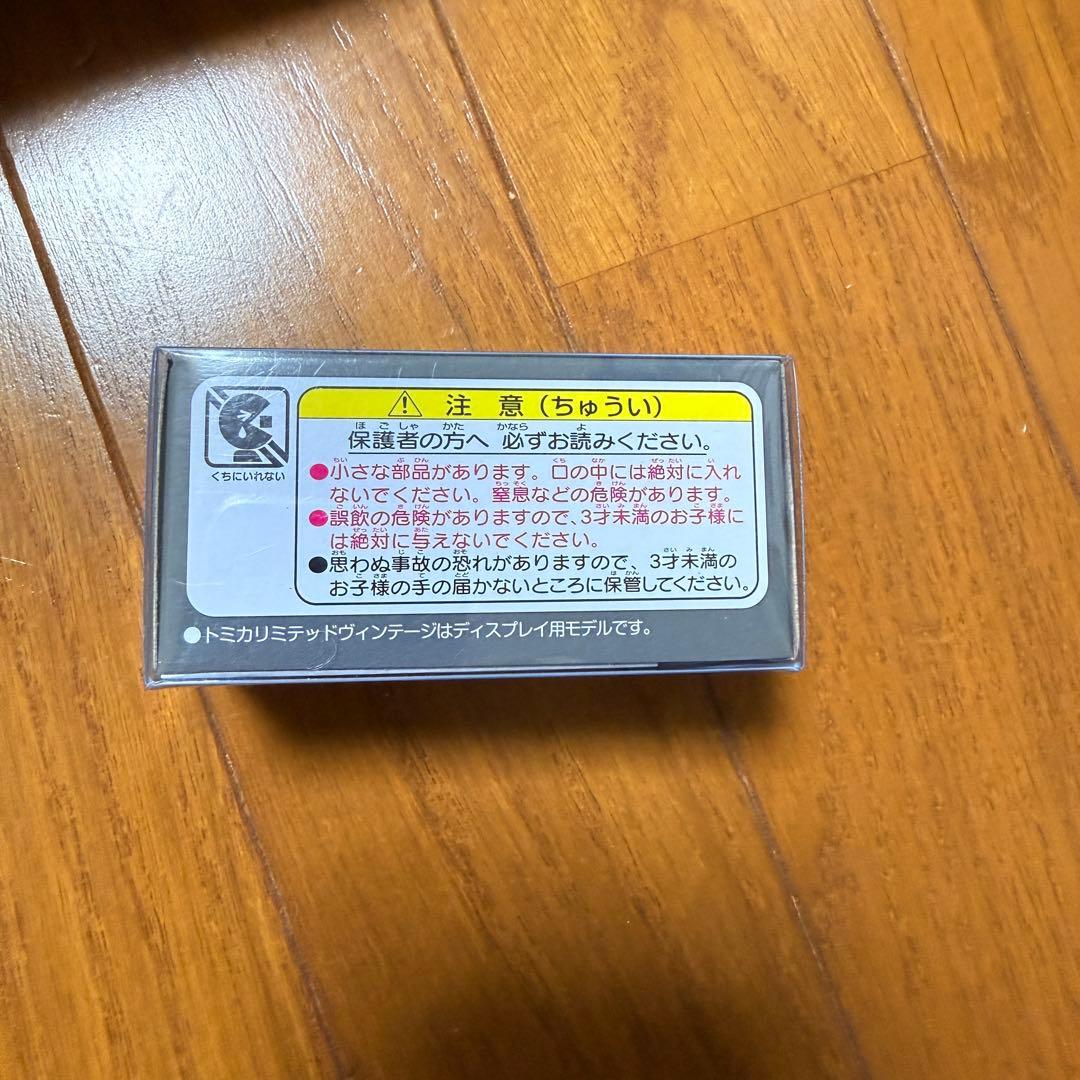 くちにいれない
注 意（ちゅうい）
保護者の方へ 必ずお読みください。
●小さな部品があります。口の中には絶対に入れ
ないでください。窒息などの危険があります。
●誤飲の危険がありますので、3才未満のお子様に
は絶対に与えないでください。
●思わぬ事故の恐れがありますので、3才未満の
お子様の手の届かないところに保管してください。
●トミカリミテッドヴィンテージはディスプレイ用モデルです。